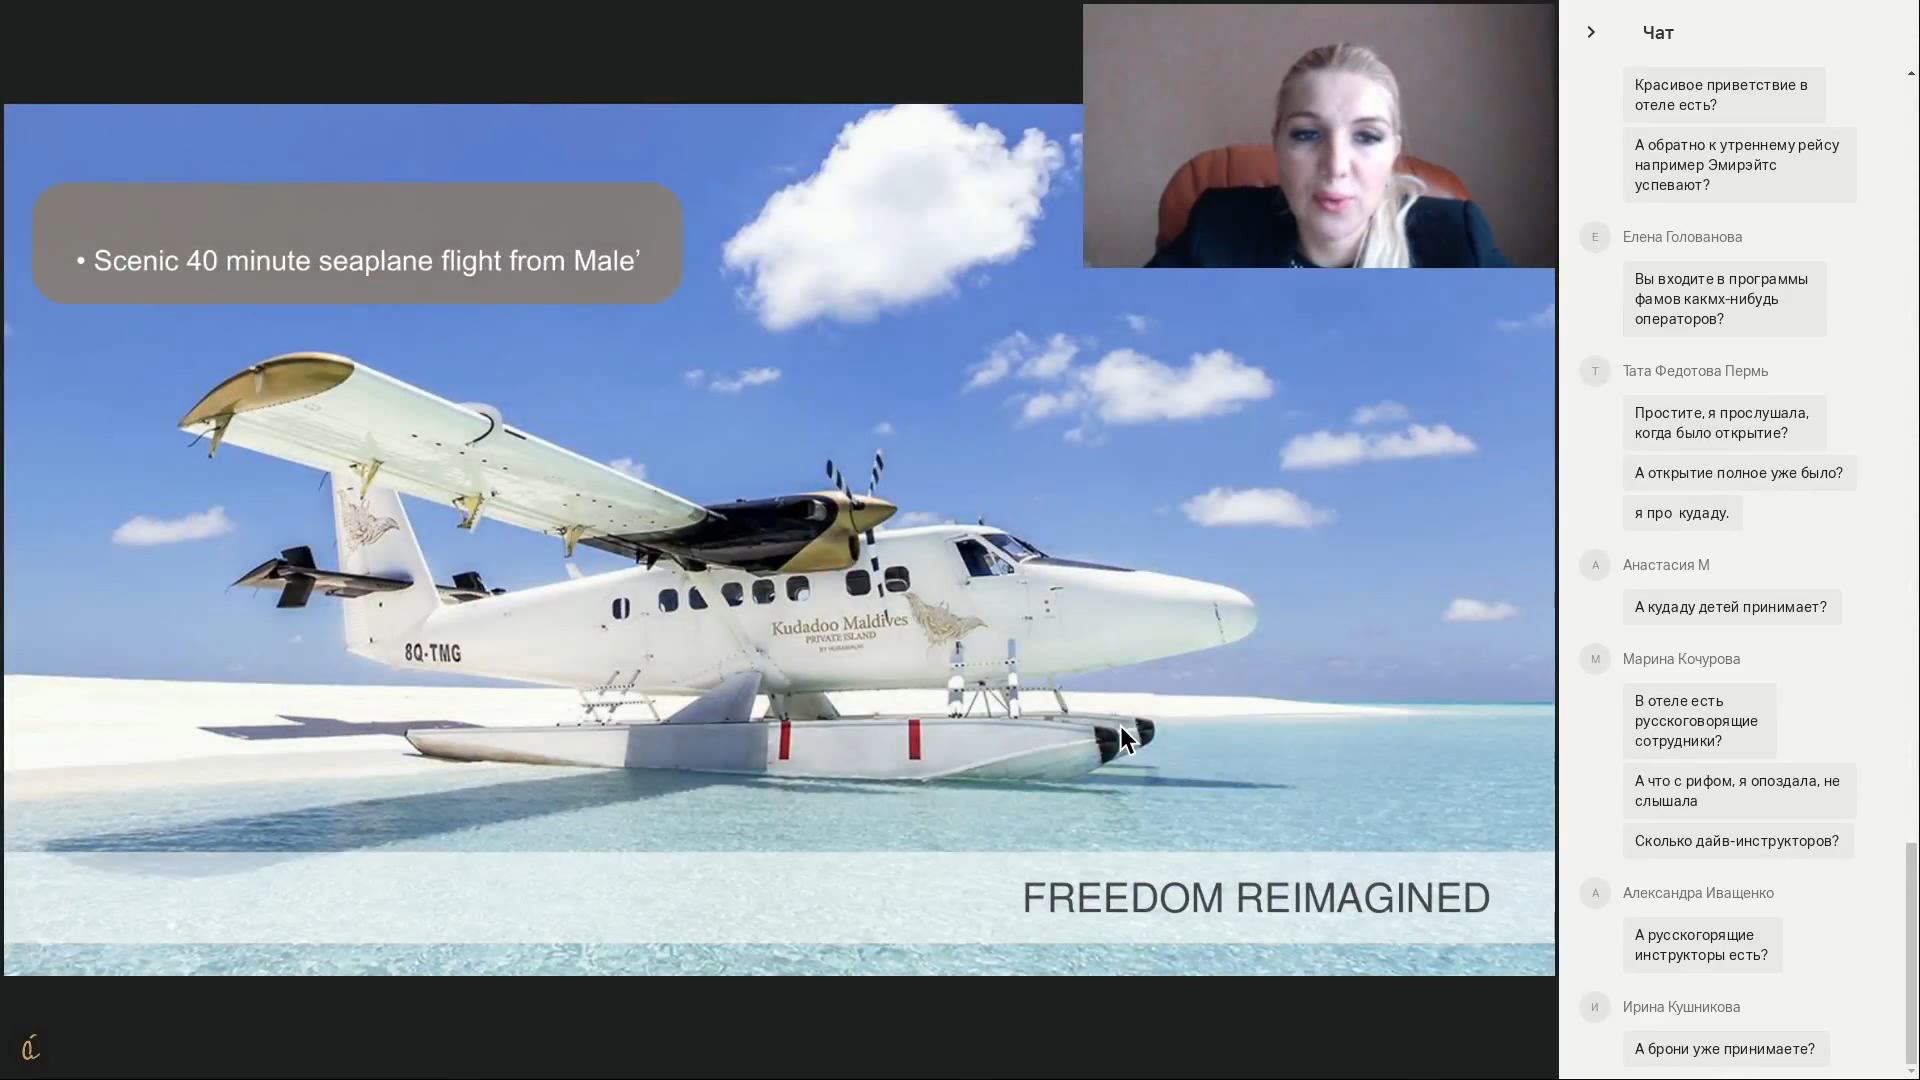 • Scenic 40 minute seaplane flight from Male’
Kudadoo Maldives
PRIVATE ISLAND
BY HURAWALHI
8Q-TMG
FREEDOM REIMAGINED
Чат
Красивое приветствие в
отеле есть?
А обратно к утреннему рейсу
например Эмирэйтс
успевают?
Е
Елена Голованова
Вы входите в программы
фамов какмх-нибудь
операторов?
Т
Тата Федотова Пермь
Простите, я прослушала,
когда было открытие?
А открытие полное уже было?
я про кудаду.
А
Анастасия М
А кудаду детей принимает?
М
Марина Кочурова
В отеле есть
русскоговорящие
сотрудники?
А что с рифом, я опоздала, не
слышала
Сколько дайв-инструкторов?
А
Александра Иващенко
А русскогорящие
инструкторы есть?
И
Ирина Кушникова
А брони уже принимаете?